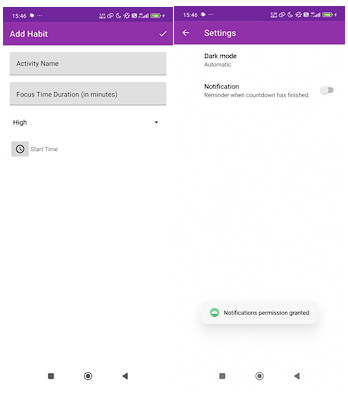 15:46
Add Habit
Activity Name
Focus Time Duration (in minutes)
High
Start Time
15:46
Settings
Dark mode
Automatic
Notification
Reminder when countdown has finished.
Notifications permission granted